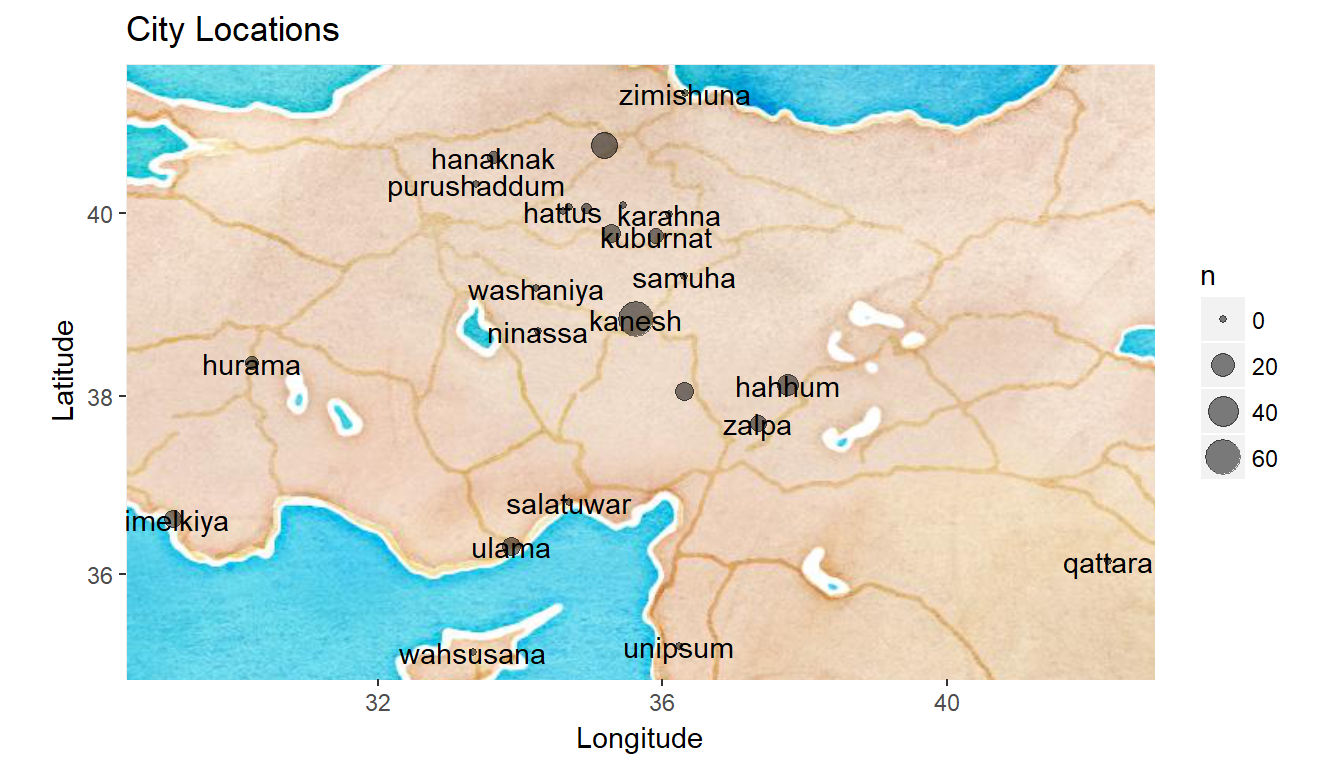 City Locations
zimishuna
hanaknak
purushaddum
hattus
karahna
kuburnat
samuha
washaniya
kanesh
ninassa
hurama
hahhum
zalpa
salatuwar
imelkiya
ulama
qattara
unipsum
wahsusana
40
38
36
Latitude
32
36
40
Longitude
n
0
20
40
60